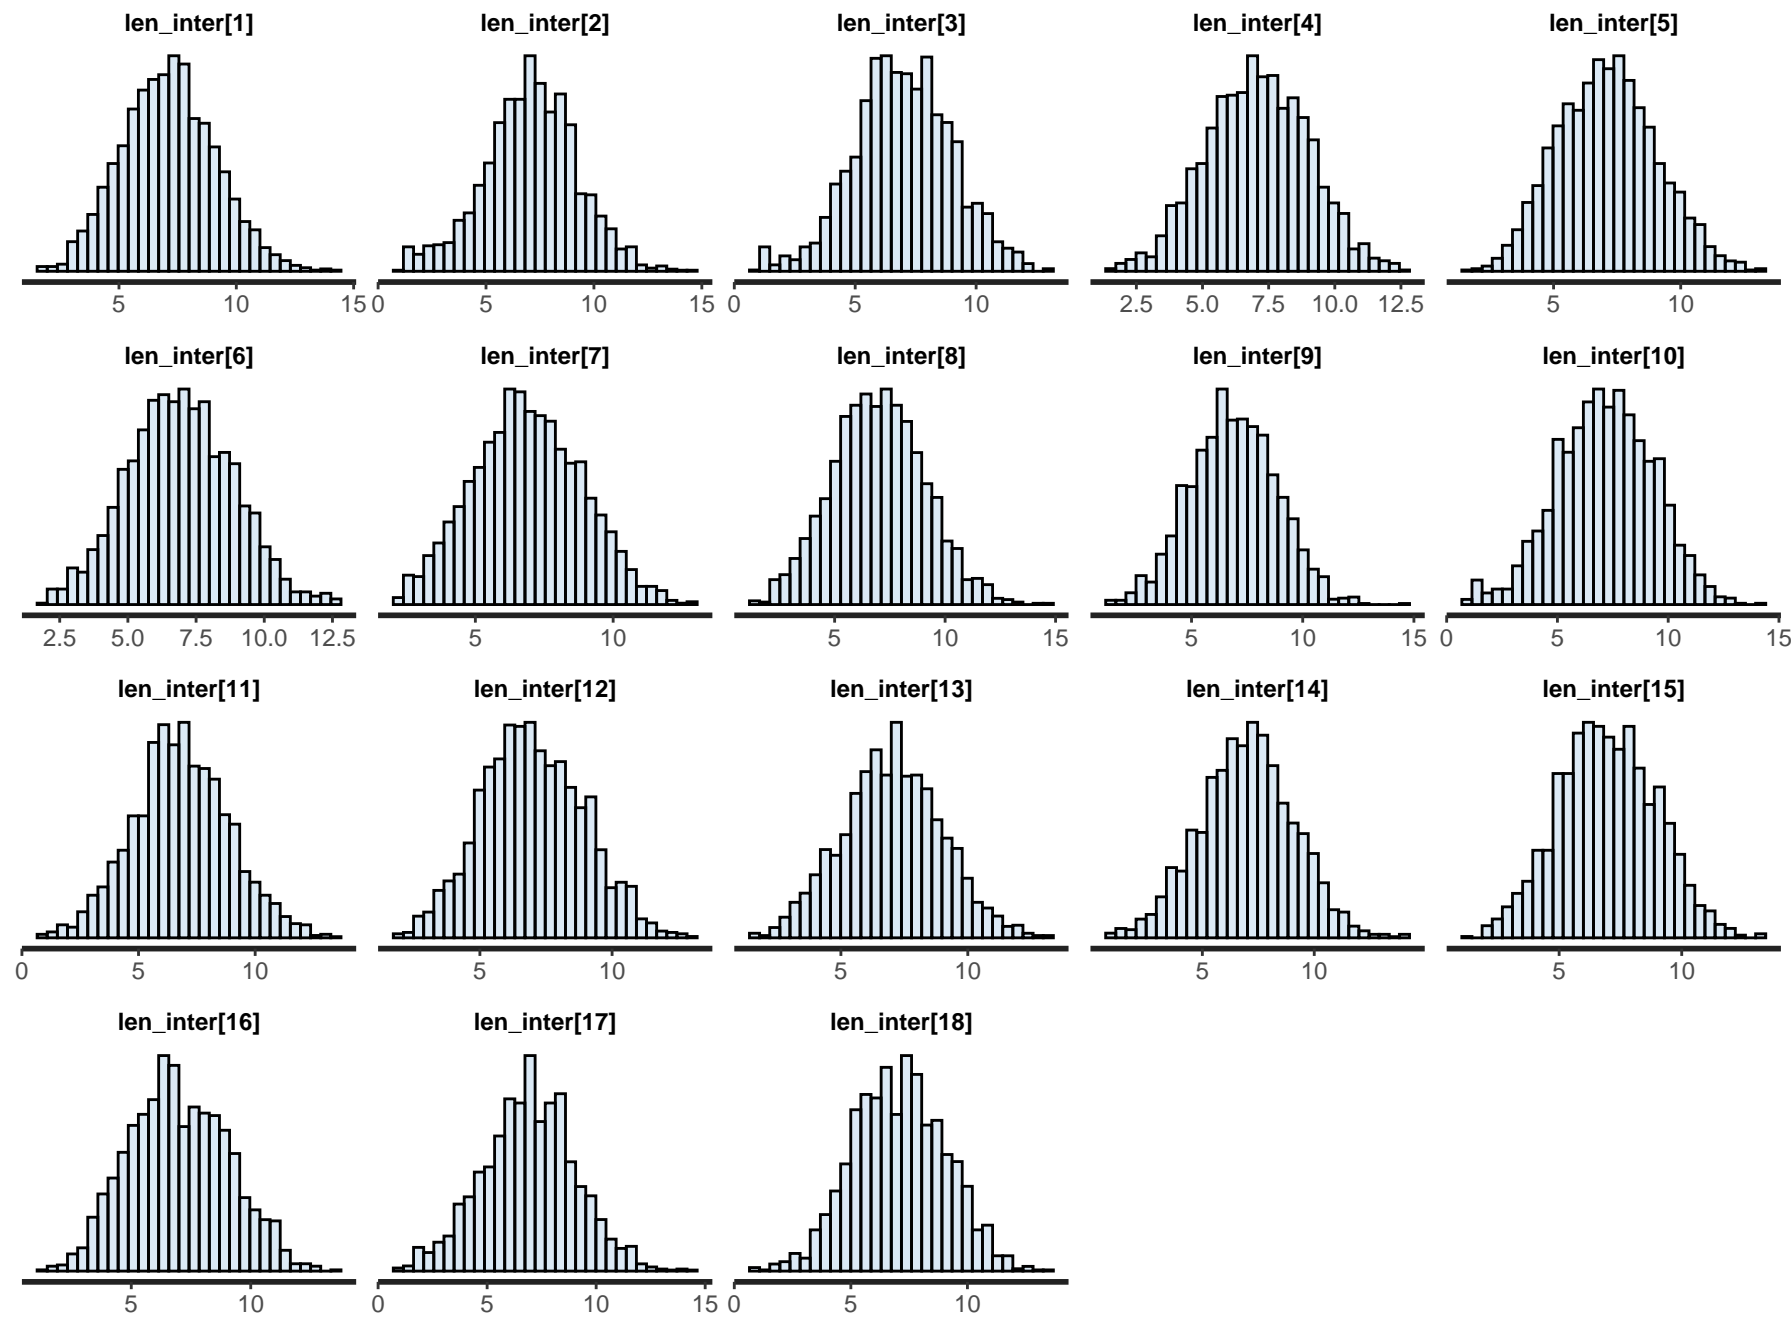 len_inter[1] len_inter[2] len_inter[3] len_inter[4] len_inter[5]
5 10 15 0 5 10 15 0 5 10 2.5 5.0 7.5 10.0 12.5 5 10
len_inter[6] len_inter[7] len_inter[8] len_inter[9] len_inter[10]
2.5 5.0 7.5 10.0 12.5 5 10 5 10 15 5 10 15 0 5 10 15
len_inter[11] len_inter[12] len_inter[13] len_inter[14] len_inter[15]
0 5 10 5 10 5 10 5 10 5 10
len_inter[16] len_inter[17] len_inter[18]
5 10 0 5 10 15 0 5 10